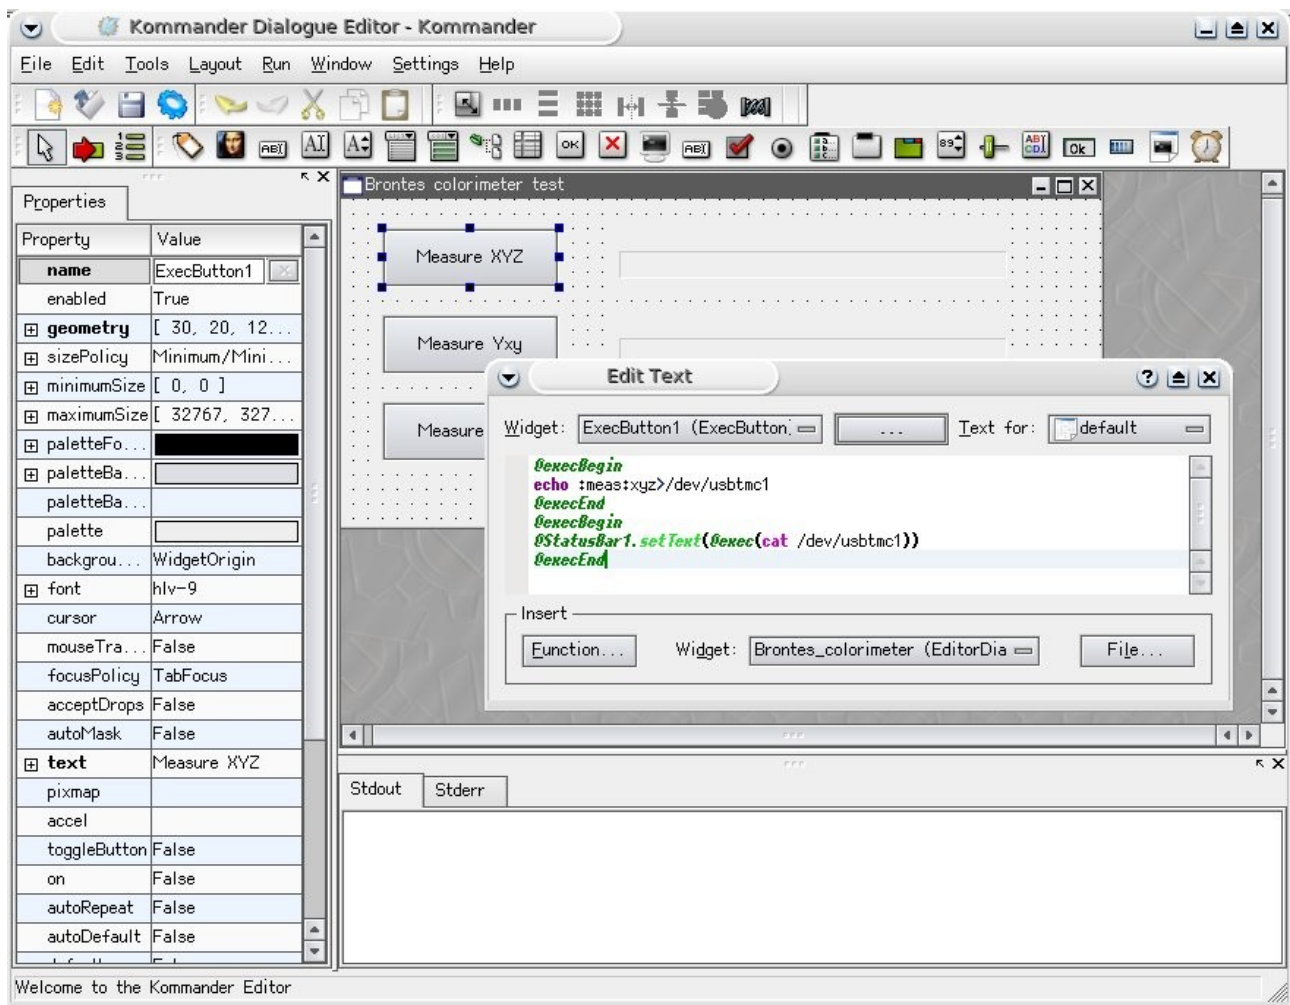 Kommander Dialogue Editor - Kommander
File Edit Tools Layout Run Window Settings Help
Properties
Property Value
name ExecButton1
enabled True
geometry [ 30, 20, 12...
sizePolicy Minimum/Mini...
minimumSize [ 0, 0 ]
maximumSize [ 32767, 327...
paletteFo...
paletteBa...
paletteBa...
palette
backgrou... WidgetOrigin
font hlv-9
cursor Arrow
mouseTra... False
focusPolicy TabFocus
acceptDrops False
autoMask False
text Measure XYZ
pixmap
accel
toggleButton False
on False
autoRepeat False
autoDefault False
Brontes colorimeter test
Measure XYZ
Measure Yxy
Measure
Edit Text
Widget: ExecButton1 (ExecButton) ... Text for: default
@execBegin
echo :meas:xyz>/dev/usbtmc1
@execEnd
@execBegin
@StatusBar1.setText(@exec(cat /dev/usbtmc1))
@execEnd
Insert
Function... Widget: Brontes_colorimeter (EditorDia File...
Stdout Stderr
Welcome to the Kommander Editor